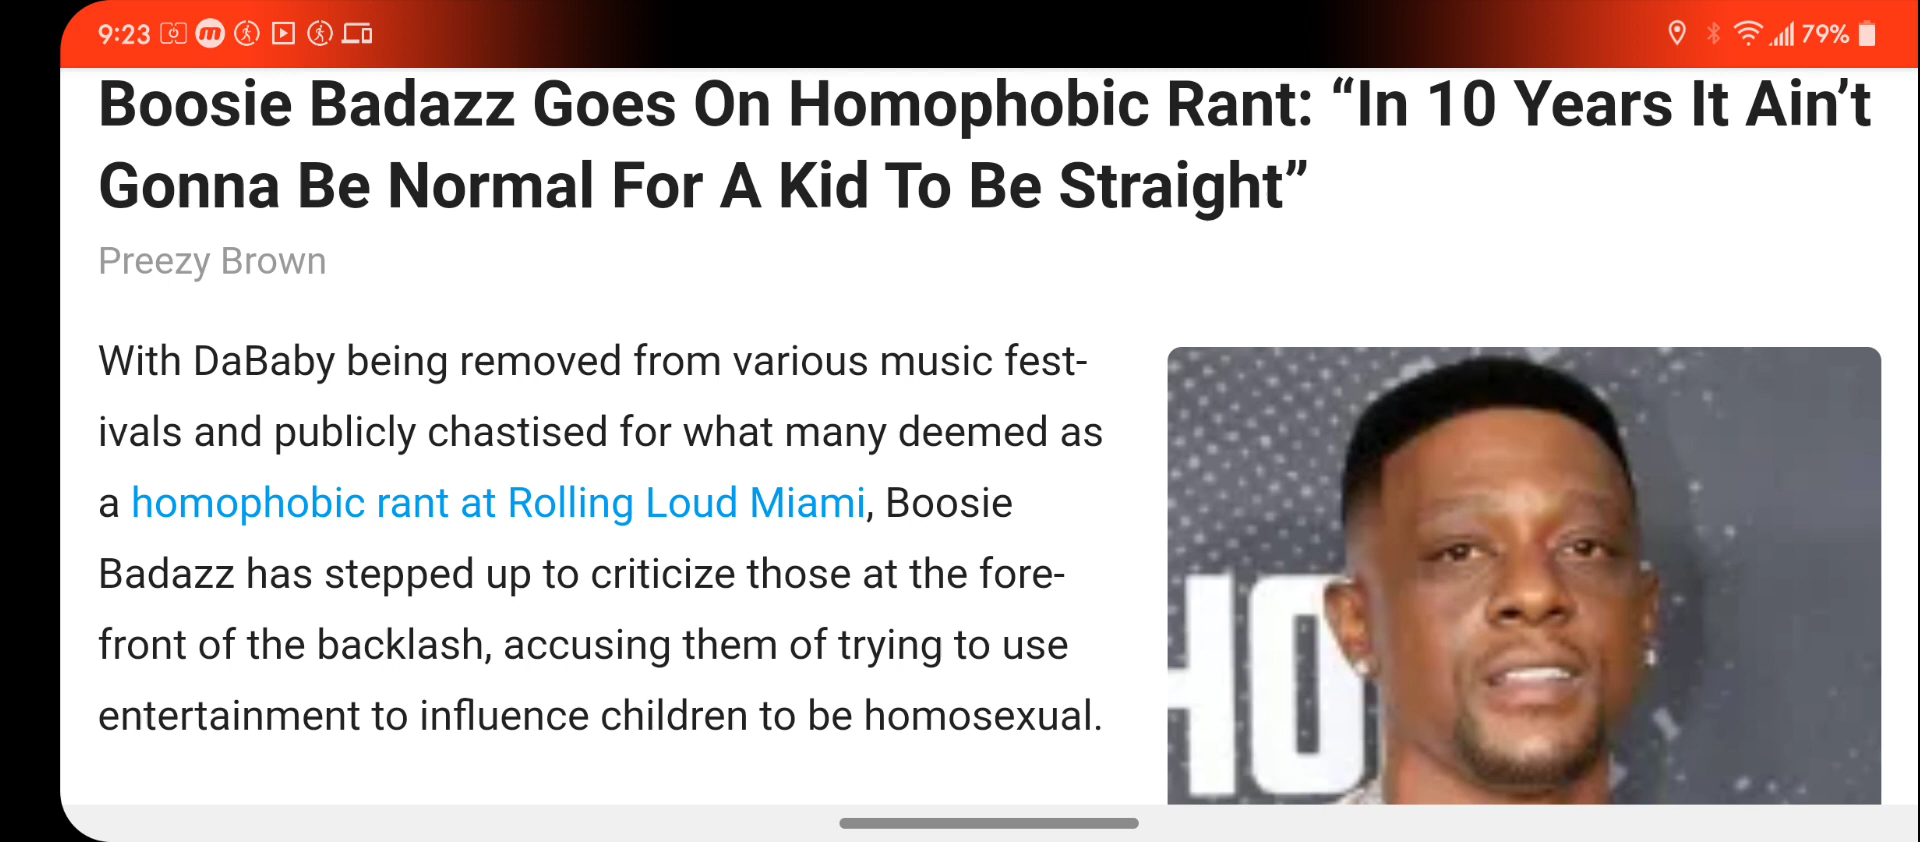 9:23
79%
Boosie Badazz Goes On Homophobic Rant: “In 10 Years It Ain’t
Gonna Be Normal For A Kid To Be Straight”
Preezy Brown
With DaBaby being removed from various music fest-
ivals and publicly chastised for what many deemed as
a homophobic rant at Rolling Loud Miami, Boosie
Badazz has stepped up to criticize those at the fore-
front of the backlash, accusing them of trying to use
entertainment to influence children to be homosexual.
HO